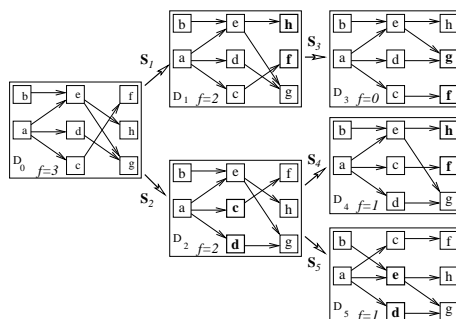 b e f
a d h
c g
D0 f=3
S1
b e h
a d f
c g
D1 f=2
S2
b e f
a c h
d g
D2 f=2
S3
b e h
a d g
c f
D3 f=0
S4
b e h
a c f
d g
D4 f=1
S5
b c f
a e h
d g
D5 f=1